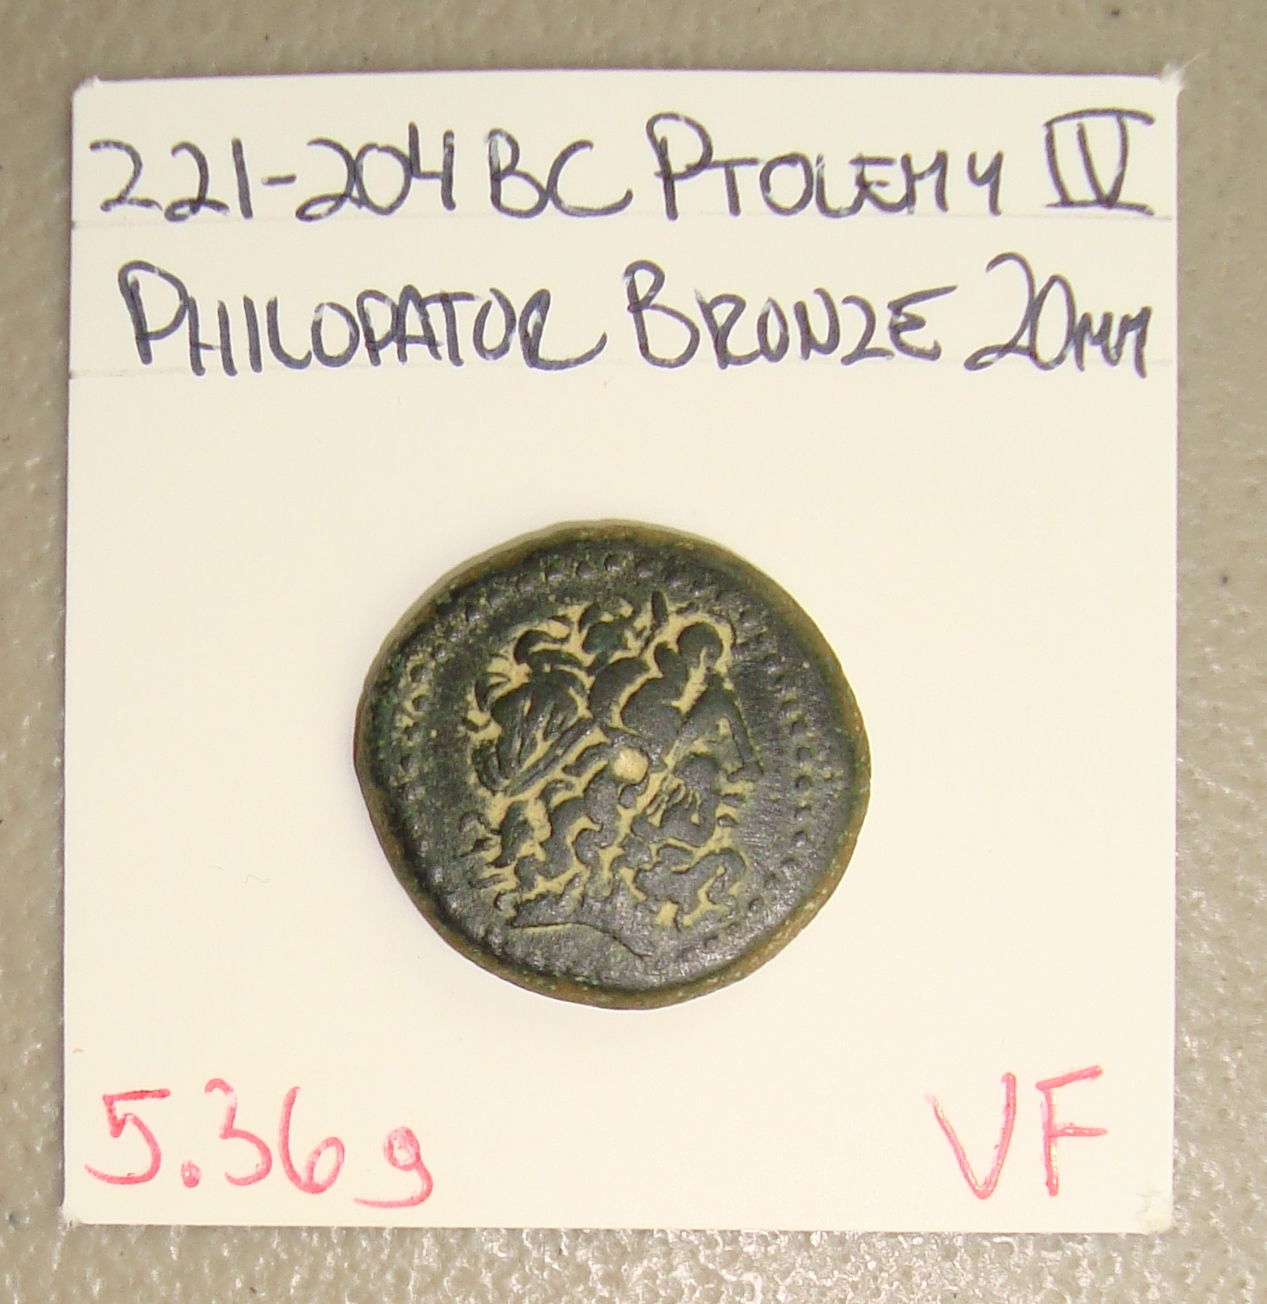 221-204 BC PTOLEMY IV
PHILOPATOR BRONZE 20mm
5.36g VF